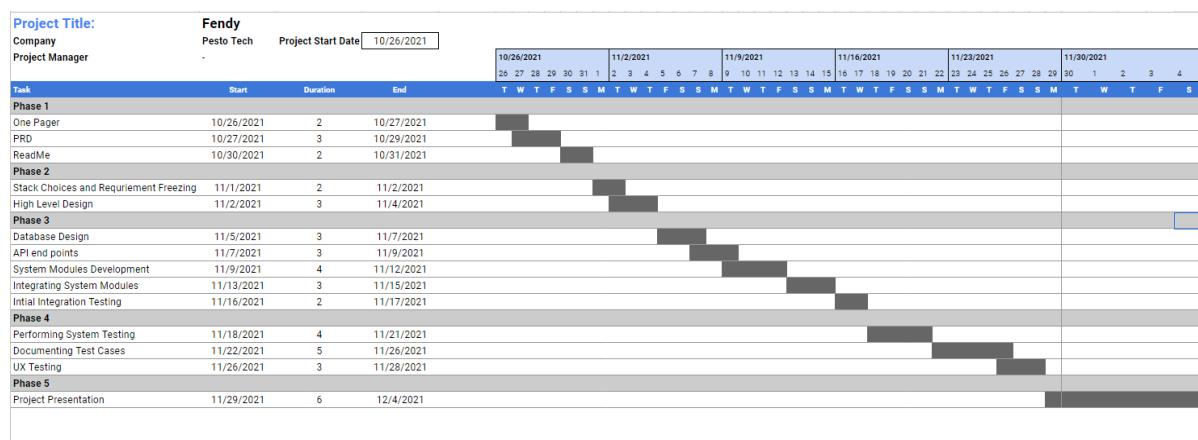 Project Title: Fendy
Company Pesto Tech Project Start Date 10/26/2021
Project Manager - 10/26/2021 11/2/2021 11/9/2021 11/16/2021 11/23/2021 11/30/2021
26 27 28 29 30 31 1 2 3 4 5 6 7 8 9 10 11 12 13 14 15 16 17 18 19 20 21 22 23 24 25 26 27 28 29 30 1 2 3 4
Task Start Duration End T W T F S S M T W T F S S M T W T F S S M T W T F S S M T W T F S S M T W T F S
Phase 1
One Pager 10/26/2021 2 10/27/2021
PRD 10/27/2021 3 10/29/2021
ReadMe 10/30/2021 2 10/31/2021
Phase 2
Stack Choices and Requriement Freezing 11/1/2021 2 11/2/2021
High Level Design 11/2/2021 3 11/4/2021
Phase 3
Database Design 11/5/2021 3 11/7/2021
API end points 11/7/2021 3 11/9/2021
System Modules Development 11/9/2021 4 11/12/2021
Integrating System Modules 11/13/2021 3 11/15/2021
Intial Integration Testing 11/16/2021 2 11/17/2021
Phase 4
Performing System Testing 11/18/2021 4 11/21/2021
Documenting Test Cases 11/22/2021 5 11/26/2021
UX Testing 11/26/2021 3 11/28/2021
Phase 5
Project Presentation 11/29/2021 6 12/4/2021